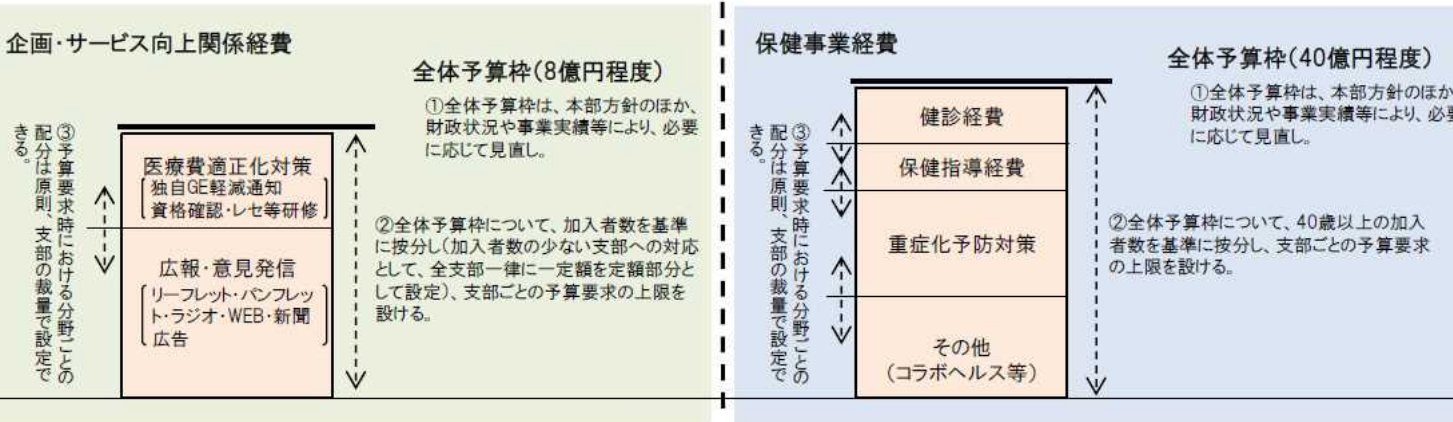 企画・サービス向上関係経費
全体予算枠(8億円程度)
①全体予算枠は、本部方針のほか、
財政状況や事業実績等により、必要
に応じて見直し。
③予算要求時における分野ごとの
配分は原則、支部の裁量で設定で
きる。
医療費適正化対策
独自GE軽減通知
資格確認・レセ等研修
広報・意見発信
リーフレット・パンフレッ
ト・ラジオ・WEB・新聞
広告
②全体予算枠について、加入者数を基準
に按分し(加入者数の少ない支部への対応
として、全支部一律に一定額を定額部分と
して設定)、支部ごとの予算要求の上限を
設ける。
保健事業経費
全体予算枠(40億円程度)
①全体予算枠は、本部方針のほか
財政状況や事業実績等により、必要
に応じて見直し。
③予算要求時における分野ごとの
配分は原則、支部の裁量で設定で
きる。
健診経費
保健指導経費
重症化予防対策
その他
(コラボヘルス等)
②全体予算枠について、40歳以上の加入
者数を基準に按分し、支部ごとの予算要求
の上限を設ける。